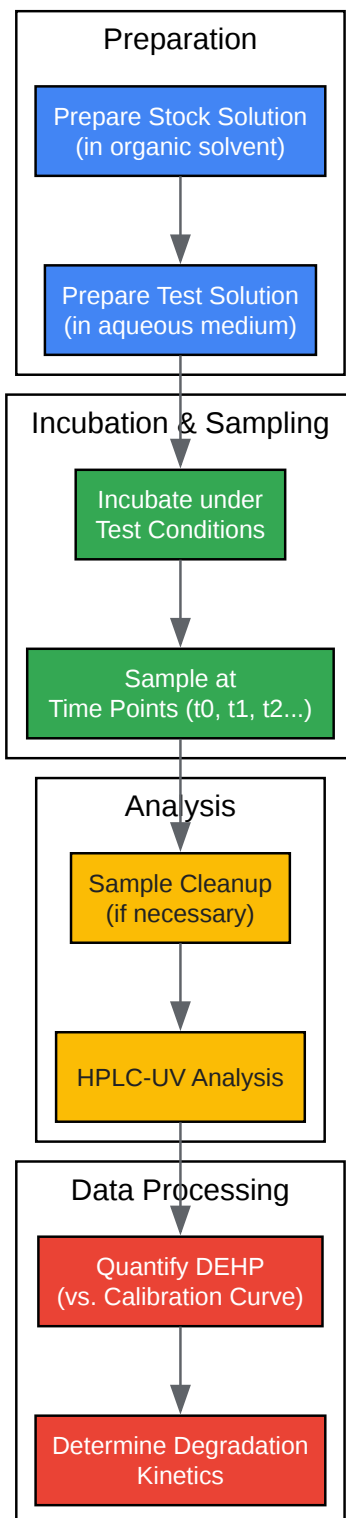 Preparation
Prepare Stock Solution
(in organic solvent)
Prepare Test Solution
(in aqueous medium)
Incubation & Sampling
Incubate under
Test Conditions
Sample at
Time Points (t0, t1, t2...)
Analysis
Sample Cleanup
(if necessary)
HPLC-UV Analysis
Data Processing
Quantify DEHP
(vs. Calibration Curve)
Determine Degradation
Kinetics